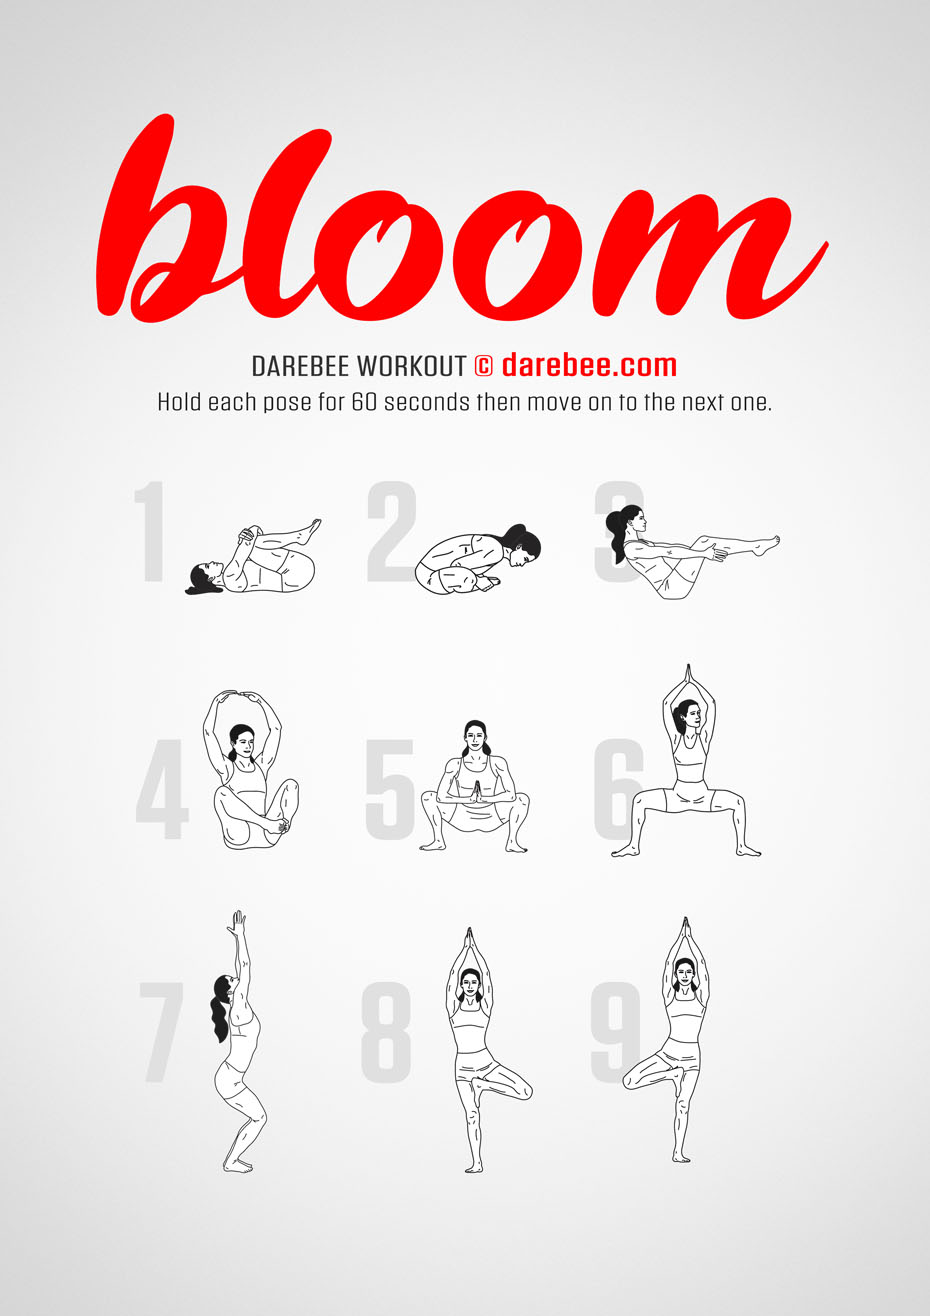 bloom
DAREBEE WORKOUT © darebee.com
Hold each pose for 60 seconds then move on to the next one.
1 2 3
4 5 6
7 8 9